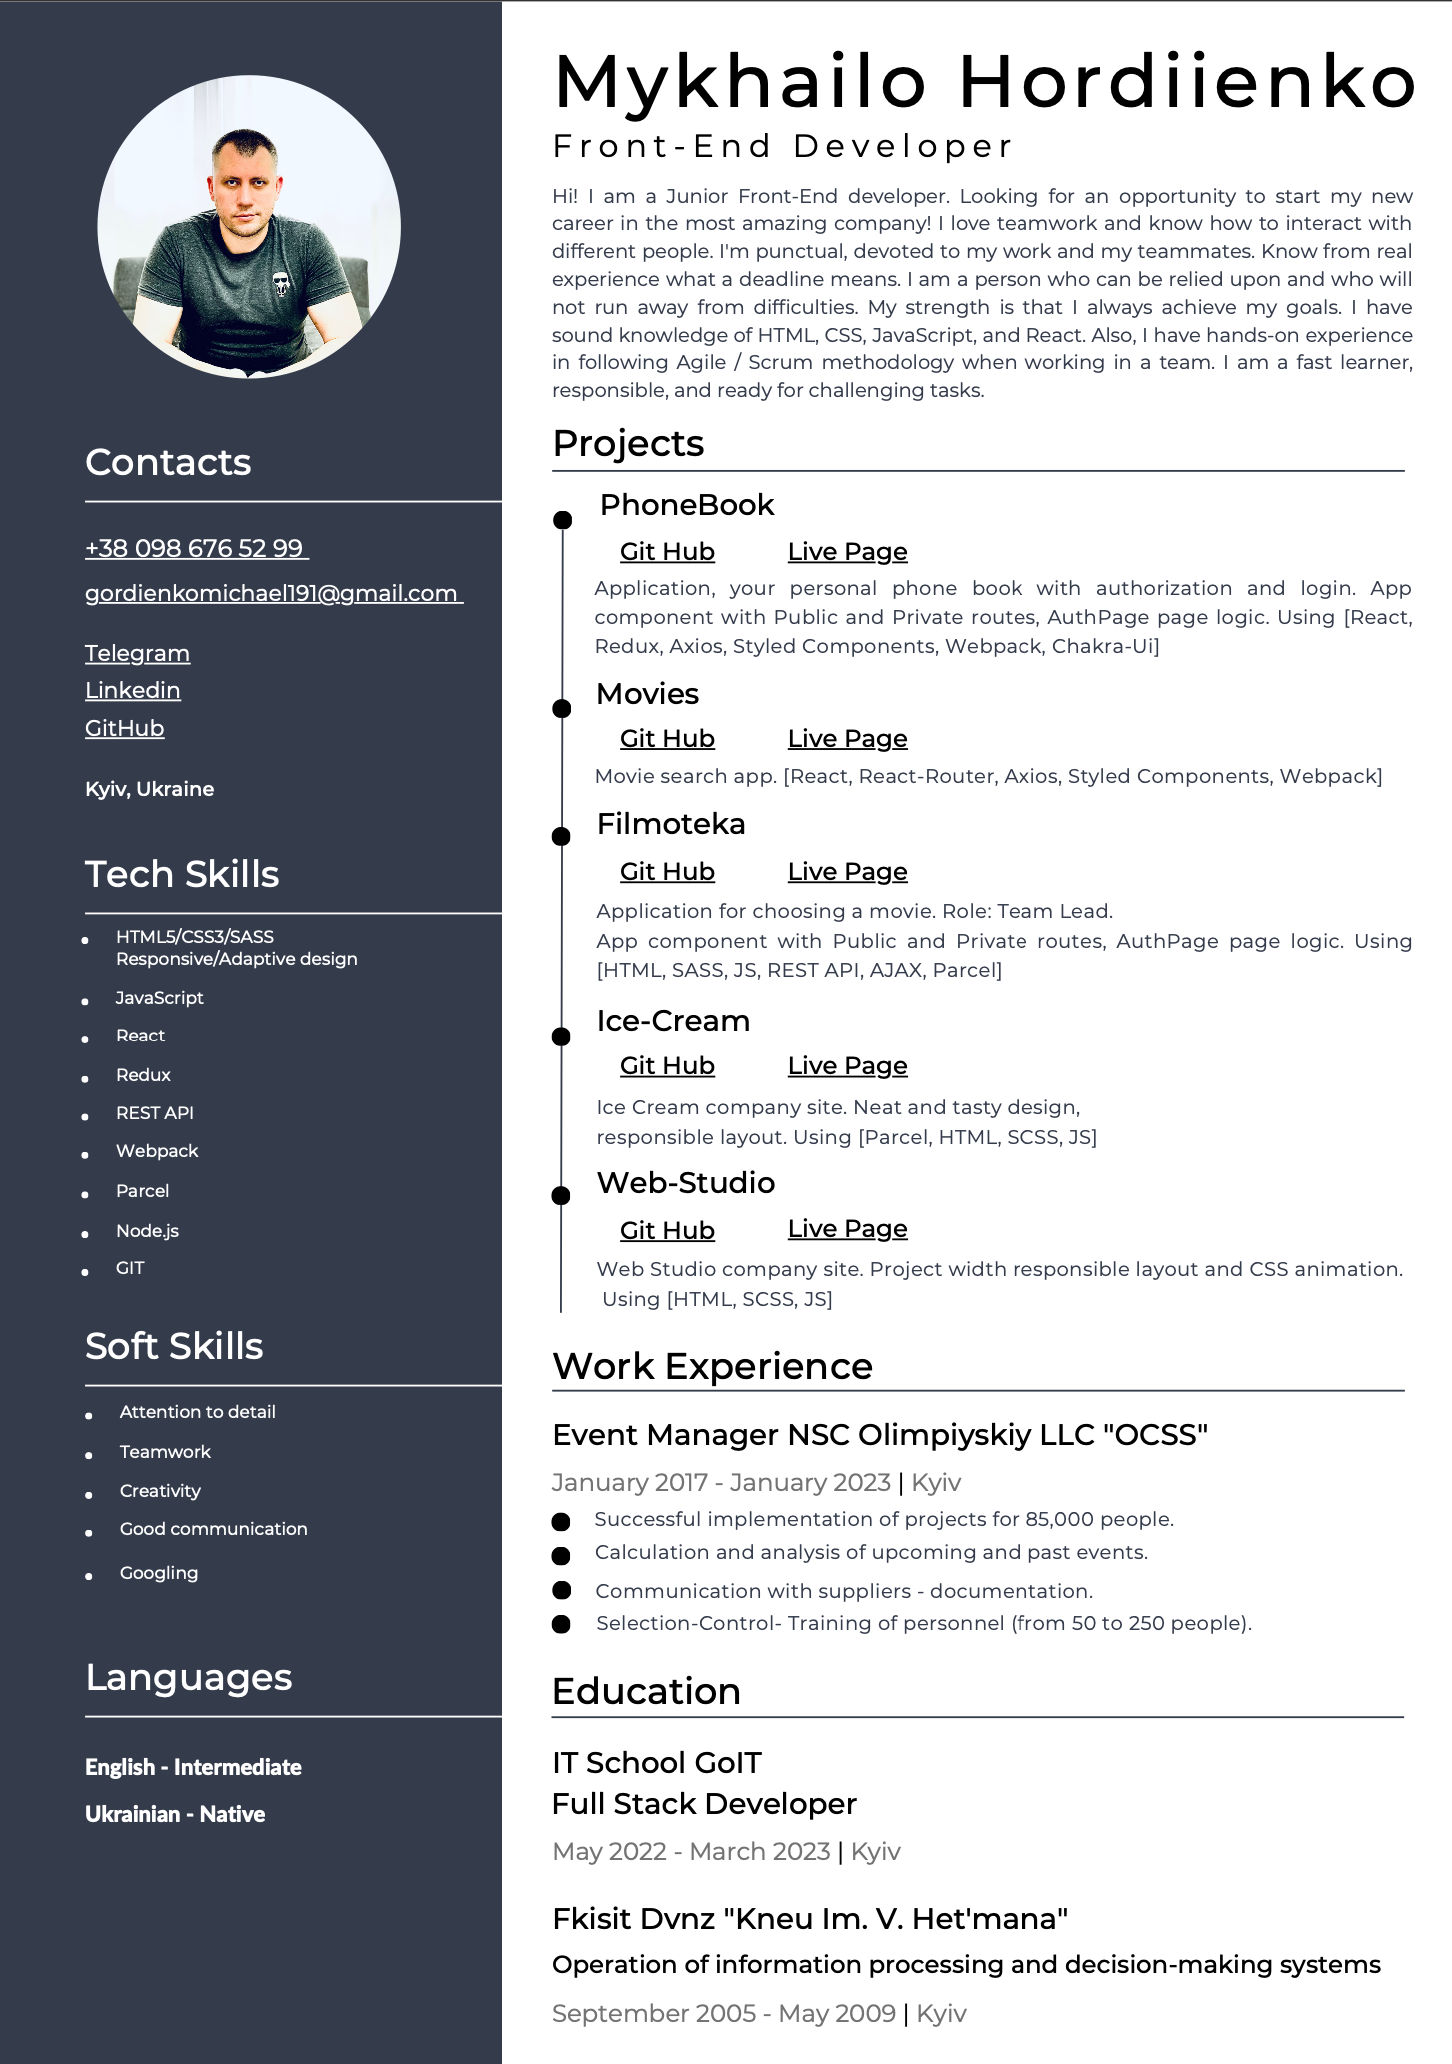 Mykhailo Hordiienko
Front-End Developer
Hi! I am a Junior Front-End developer. Looking for an opportunity to start my new
career in the most amazing company! I love teamwork and know how to interact with
different people. I'm punctual, devoted to my work and my teammates. Know from real
experience what a deadline means. I am a person who can be relied upon and who will
not run away from difficulties. My strength is that I always achieve my goals. I have
sound knowledge of HTML, CSS, JavaScript, and React. Also, I have hands-on experience
in following Agile / Scrum methodology when working in a team. I am a fast learner,
responsible, and ready for challenging tasks.
Contacts
+38 098 676 52 99
gordienkomichael191@gmail.com
Telegram
Linkedin
GitHub
Kyiv, Ukraine
Tech Skills
HTML5/CSS3/SASS
Responsive/Adaptive design
JavaScript
React
Redux
REST API
Webpack
Parcel
Node.js
GIT
Soft Skills
Attention to detail
Teamwork
Creativity
Good communication
Googling
Languages
English - Intermediate
Ukrainian - Native
Projects
PhoneBook
Git Hub Live Page
Application, your personal phone book with authorization and login. App
component with Public and Private routes, AuthPage page logic. Using [React,
Redux, Axios, Styled Components, Webpack, Chakra-Ui]
Movies
Git Hub Live Page
Movie search app. [React, React-Router, Axios, Styled Components, Webpack]
Filmoteka
Git Hub Live Page
Application for choosing a movie. Role: Team Lead.
App component with Public and Private routes, AuthPage page logic. Using
[HTML, SASS, JS, REST API, AJAX, Parcel]
Ice-Cream
Git Hub Live Page
Ice Cream company site. Neat and tasty design,
responsible layout. Using [Parcel, HTML, SCSS, JS]
Web-Studio
Git Hub Live Page
Web Studio company site. Project width responsible layout and CSS animation.
Using [HTML, SCSS, JS]
Work Experience
Event Manager NSC Olimpiyskiy LLC "OCSS"
January 2017 - January 2023 | Kyiv
Successful implementation of projects for 85,000 people.
Calculation and analysis of upcoming and past events.
Communication with suppliers - documentation.
Selection-Control- Training of personnel (from 50 to 250 people).
Education
IT School GoIT
Full Stack Developer
May 2022 - March 2023 | Kyiv
Fkisit Dvnz "Kneu Im. V. Het'mana"
Operation of information processing and decision-making systems
September 2005 - May 2009 | Kyiv